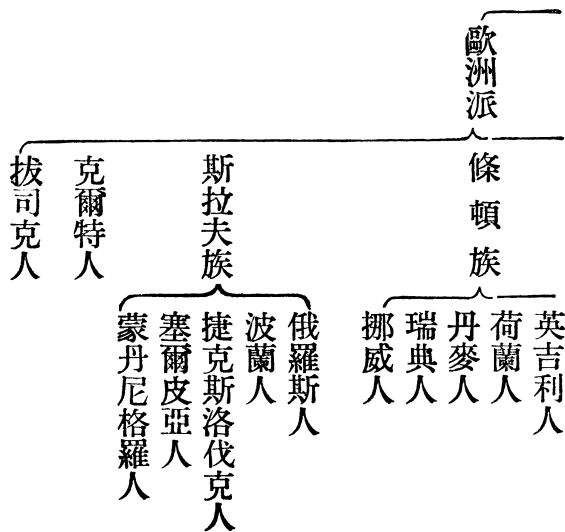 歐洲派
條頓族
英吉利人
荷蘭人
丹麥人
瑞典人
挪威人
斯拉夫族
俄羅斯人
波蘭人
捷克斯洛伐克人
塞爾皮亞人
蒙丹尼格羅人
克爾特人
拔司克人